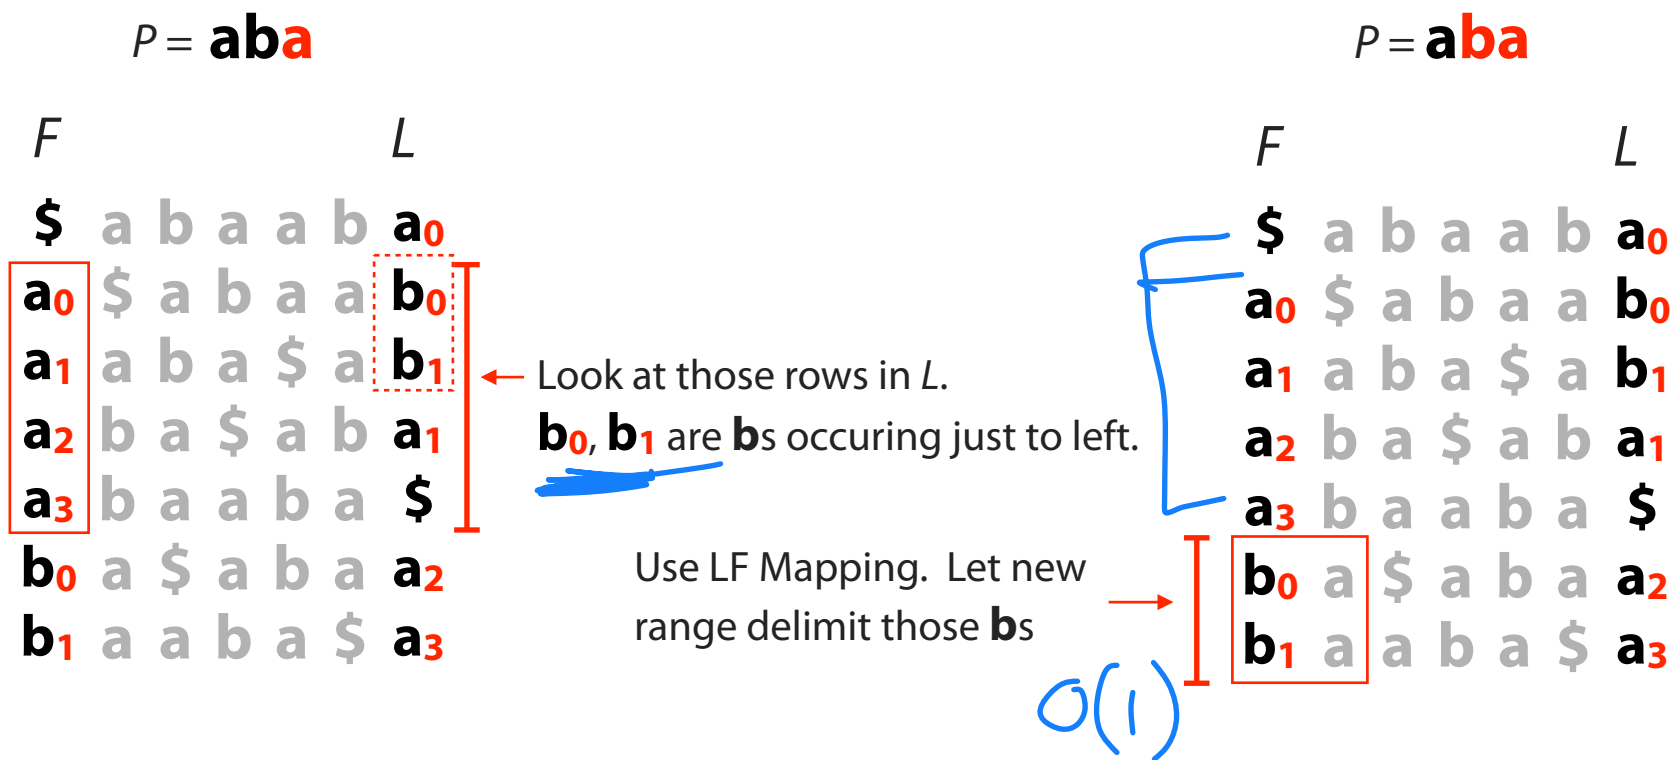 P = aba
F L
$ a b a a b a0
a0 $ a b a a b0
a1 a b a $ a b1
a2 b a $ a b a1
a3 b a a b a $
b0 a $ a b a a2
b1 a a b a $ a3
Look at those rows in L.
b0, b1 are bs occuring just to left.
Use LF Mapping. Let new
range delimit those bs
O(1)
P = aba
F L
$ a b a a b a0
a0 $ a b a a b0
a1 a b a $ a b1
a2 b a $ a b a1
a3 b a a b a $
b0 a $ a b a a2
b1 a a b a $ a3